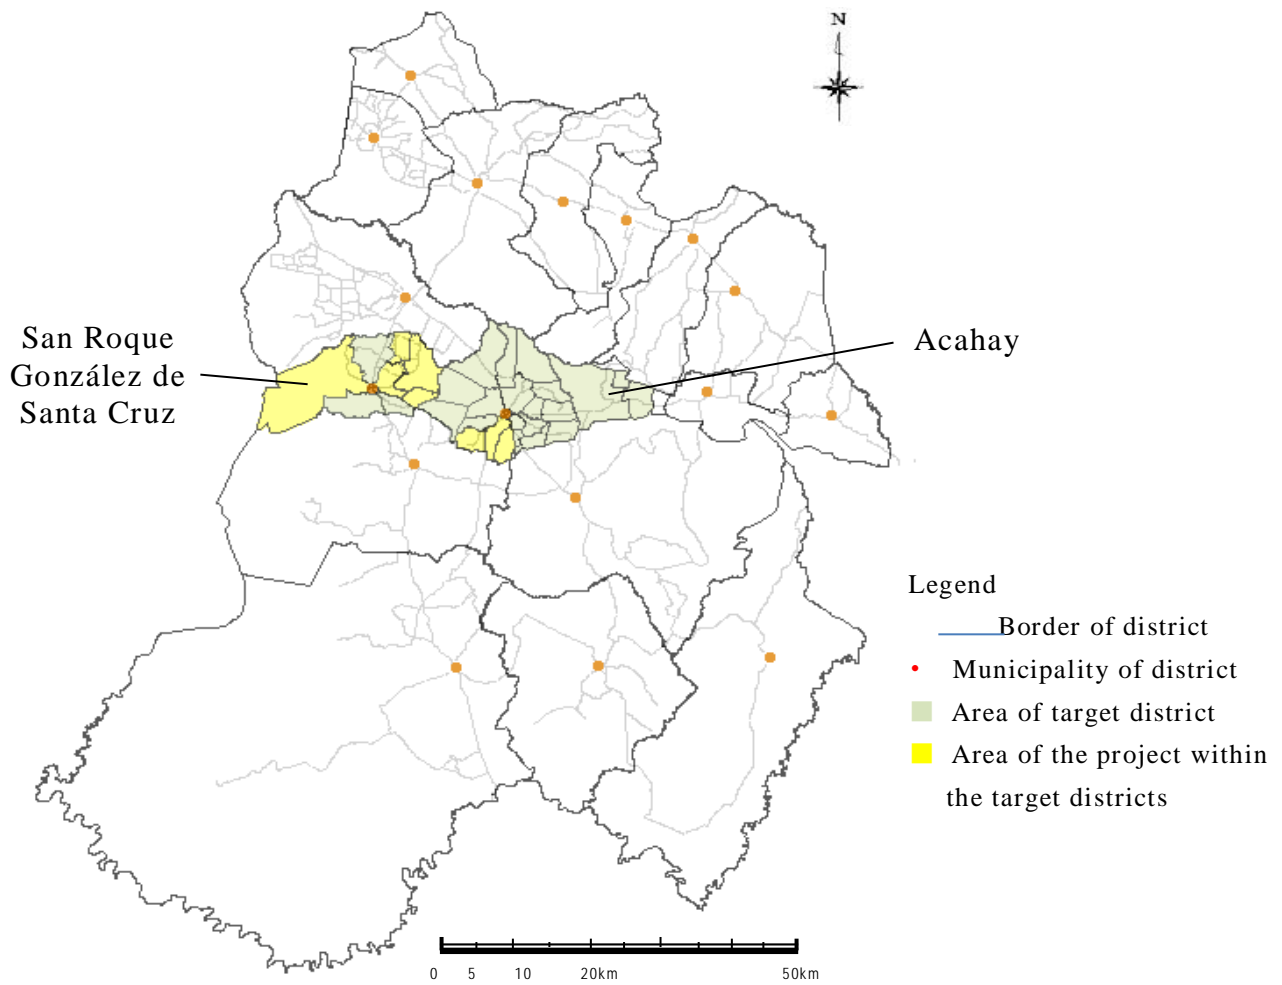 N
San Roque
González de
Santa Cruz
Acahay
Legend
Border of district
Municipality of district
Area of target district
Area of the project within
the target districts
0 5 10 20km 50km